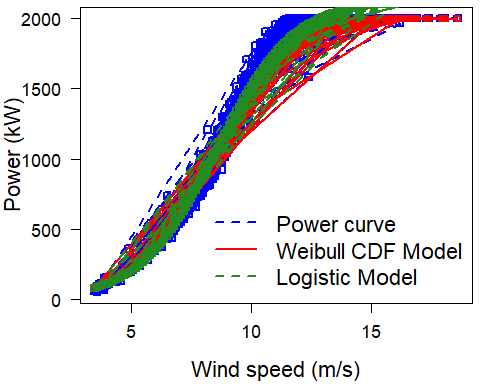 Power (kW)
2000
1500
1000
500
0
Power curve
Weibull CDF Model
Logistic Model
5
10
15
Wind speed (m/s)